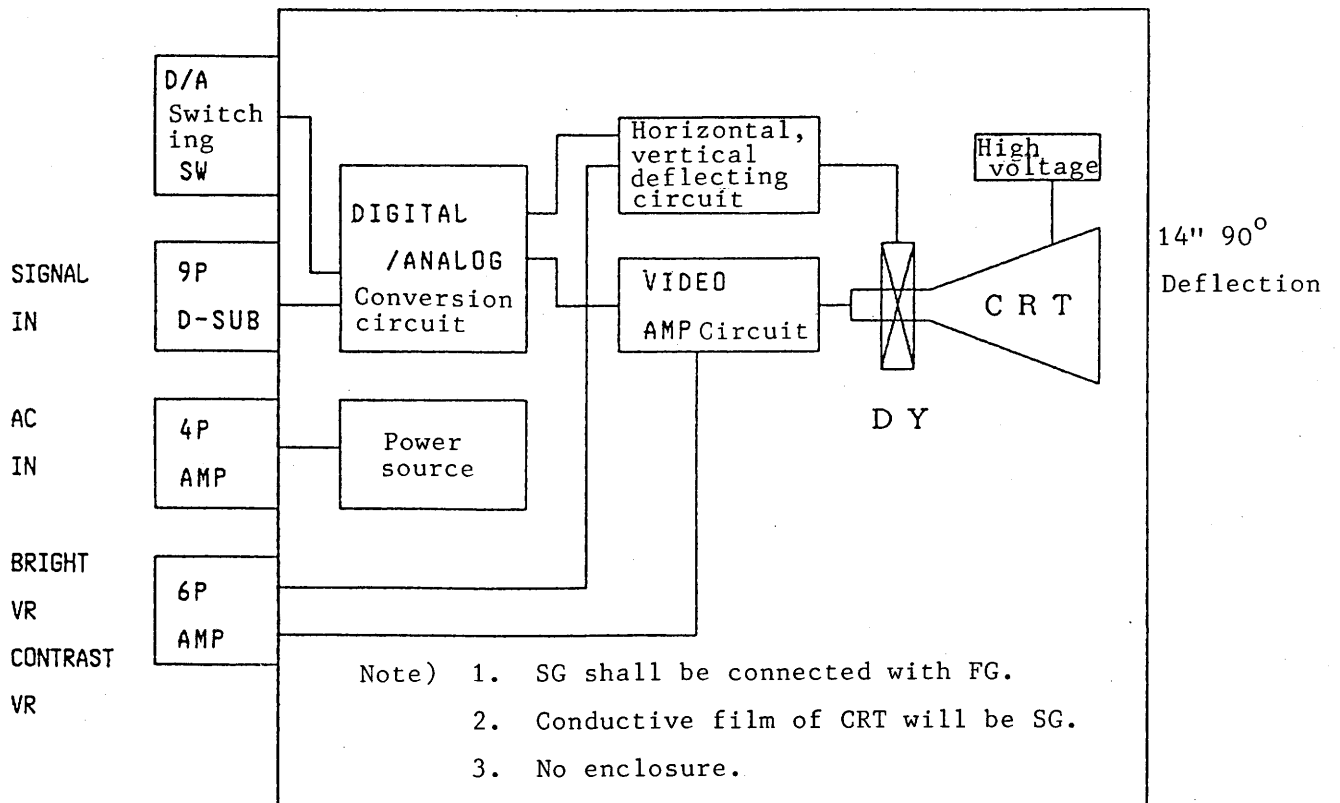 D/A
Switch
ing
SW
SIGNAL
IN
9P
D-SUB
AC
IN
4P
AMP
BRIGHT
VR
CONTRAST
VR
6P
AMP
DIGITAL
/ANALOG
Conversion
circuit
Power
source
Horizontal,
vertical
deflecting
circuit
VIDEO
AMP Circuit
High
voltage
CRT
DY
14" 90°
Deflection
Note) 1. SG shall be connected with FG.
2. Conductive film of CRT will be SG.
3. No enclosure.